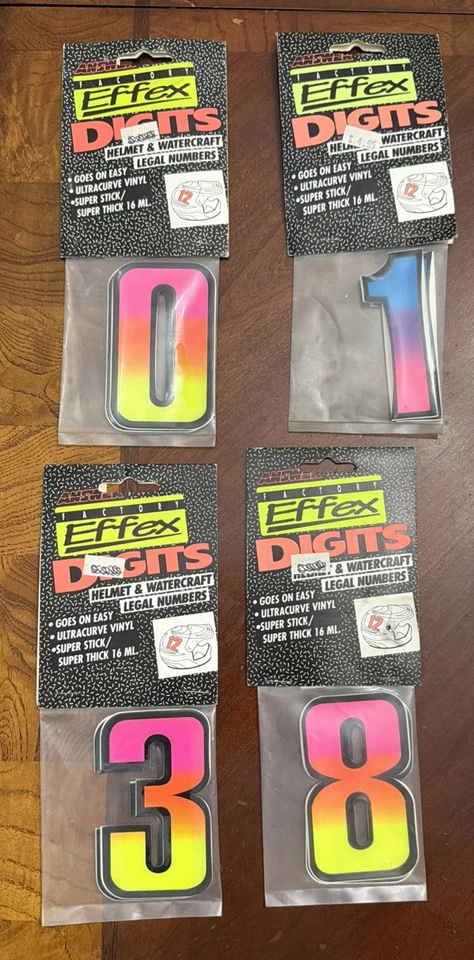 ANSWER
FACTORY
Effex
DIGITS
HELMET & WATERCRAFT
LEGAL NUMBERS
• GOES ON EASY
• ULTRACURVE VINYL
• SUPER STICK/
SUPER THICK 16 ML.
12
0
ANSWER
FACTORY
Effex
DIGITS
$4.95
HELMET & WATERCRAFT
LEGAL NUMBERS
• GOES ON EASY
• ULTRACURVE VINYL
• SUPER STICK/
SUPER THICK 16 ML.
12
1
ANSWER
FACTORY
Effex
DIGITS
HELMET & WATERCRAFT
LEGAL NUMBERS
• GOES ON EASY
• ULTRACURVE VINYL
• SUPER STICK/
SUPER THICK 16 ML.
12
3
ANSWER
FACTORY
Effex
DIGITS
HELMET & WATERCRAFT
LEGAL NUMBERS
• GOES ON EASY
• ULTRACURVE VINYL
• SUPER STICK/
SUPER THICK 16 ML.
12
8